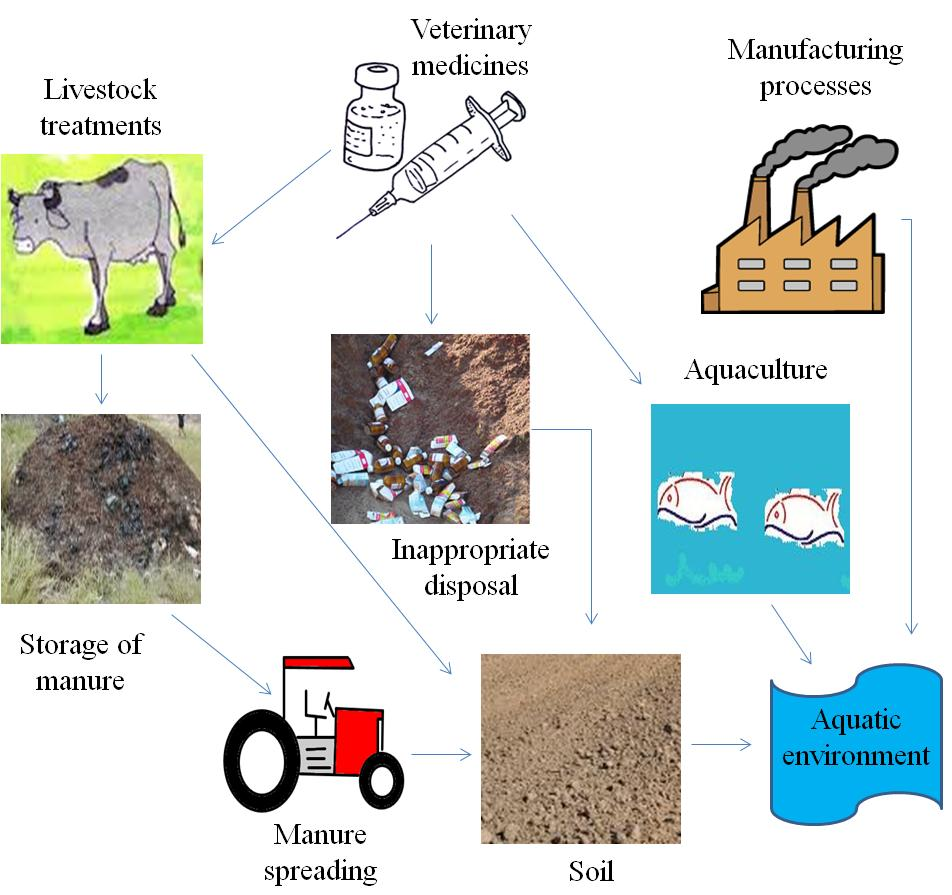 Veterinary
medicines
Manufacturing
processes
Livestock
treatments
Aquaculture
Inappropriate
disposal
Storage of
manure
Aquatic
environment
Manure
spreading
Soil